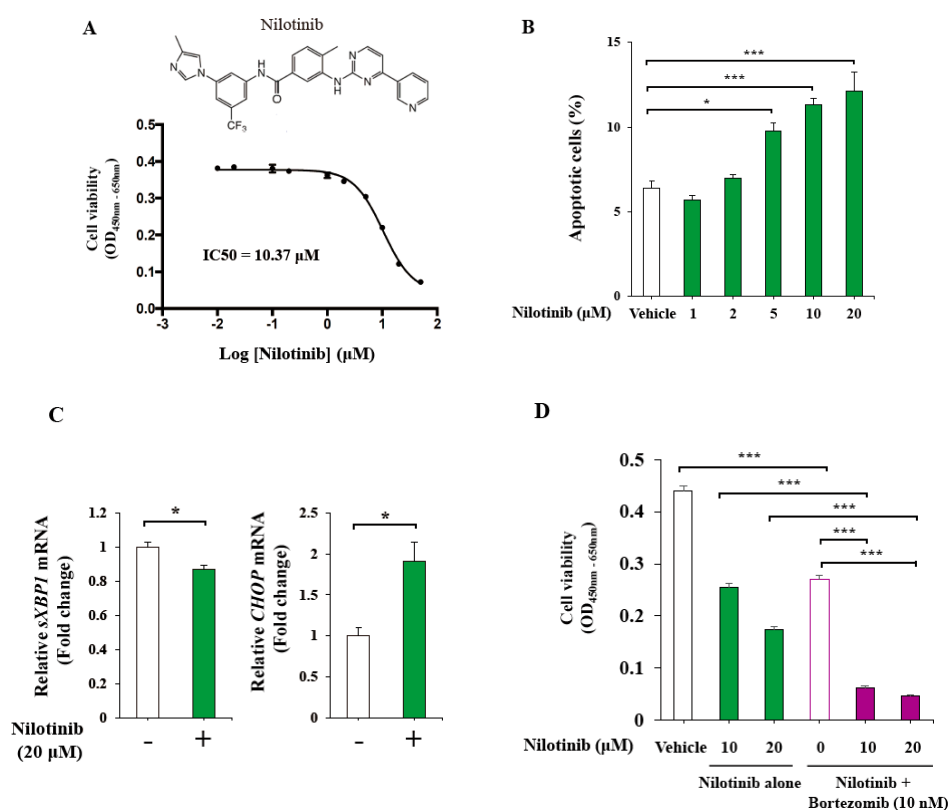 A
Nilotinib
N
N
NH
O
CF3
N
N
NH
N
0.5
0.4
0.3
0.2
0.1
0.0
Cell viability
(OD450nm - 650nm)
IC50 = 10.37 μM
-3 -2 -1 0 1 2
Log [Nilotinib] (μM)
B
15
10
5
0
Apoptotic cells (%)
***
***
*
Nilotinib (μM) Vehicle 1 2 5 10 20
C
1.2
1
0.8
0.6
0.4
0.2
0
Relative sXBP1 mRNA
(Fold change)
*
2.5
2
1.5
1
0.5
0
Relative CHOP mRNA
(Fold change)
*
Nilotinib
(20 μM)
- + - +
D
0.5
0.4
0.3
0.2
0.1
0
Cell viability
(OD450nm - 650nm)
***
***
***
***
***
Nilotinib (μM) Vehicle 10 20 0 10 20
Nilotinib alone Nilotinib +
Bortezomib (10 nM)